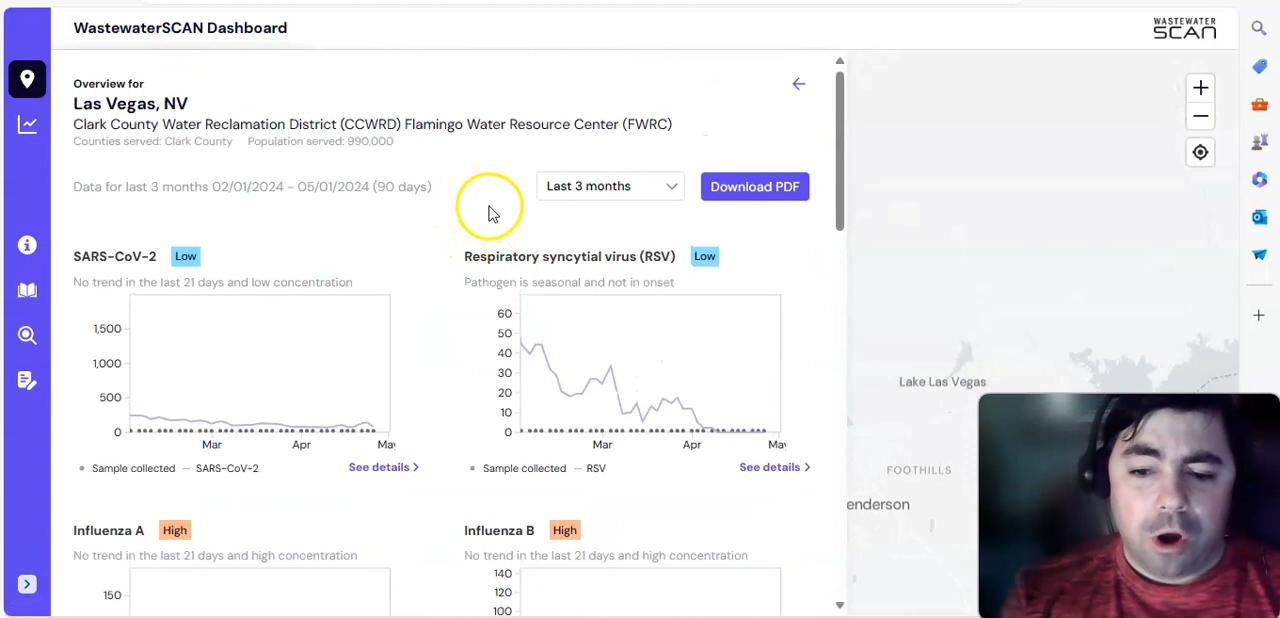 WastewaterSCAN Dashboard
WASTEWATER
SCAN
Overview for
Las Vegas, NV
Clark County Water Reclamation District (CCWRD) Flamingo Water Resource Center (FWRC)
Counties served: Clark County Population served: 990,000
Data for last 3 months 02/01/2024 - 05/01/2024 (90 days)
Last 3 months
Download PDF
SARS-CoV-2 Low
No trend in the last 21 days and low concentration
1,500
1,000
500
0
Mar Apr May
Sample collected SARS-CoV-2
See details
Respiratory syncytial virus (RSV) Low
Pathogen is seasonal and not in onset
60
50
40
30
20
10
0
Mar Apr May
Sample collected RSV
See details
Influenza A High
No trend in the last 21 days and high concentration
150
Influenza B High
No trend in the last 21 days and high concentration
140
120
100
Lake Las Vegas
FOOTHILLS
enderson